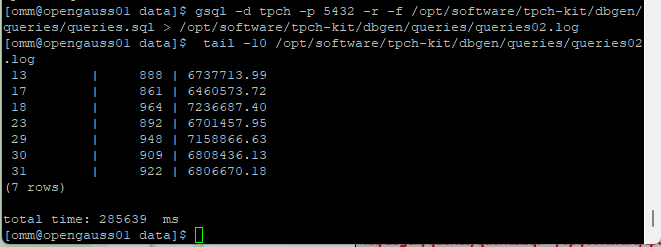 [omm@opengauss01 data]$ gsql -d tpch -p 5432 -r -f /opt/software/tpch-kit/dbgen/
queries/queries.sql > /opt/software/tpch-kit/dbgen/queries/queries02.log
[omm@opengauss01 data]$  tail -10 /opt/software/tpch-kit/dbgen/queries/queries02
.log
 13        |      888 | 6737713.99
 17        |      861 | 6460573.72
 18        |      964 | 7236687.40
 23        |      892 | 6701457.95
 29        |      948 | 7158866.63
 30        |      909 | 6808436.13
 31        |      922 | 6806670.18
(7 rows)

total time: 285639  ms
[omm@opengauss01 data]$